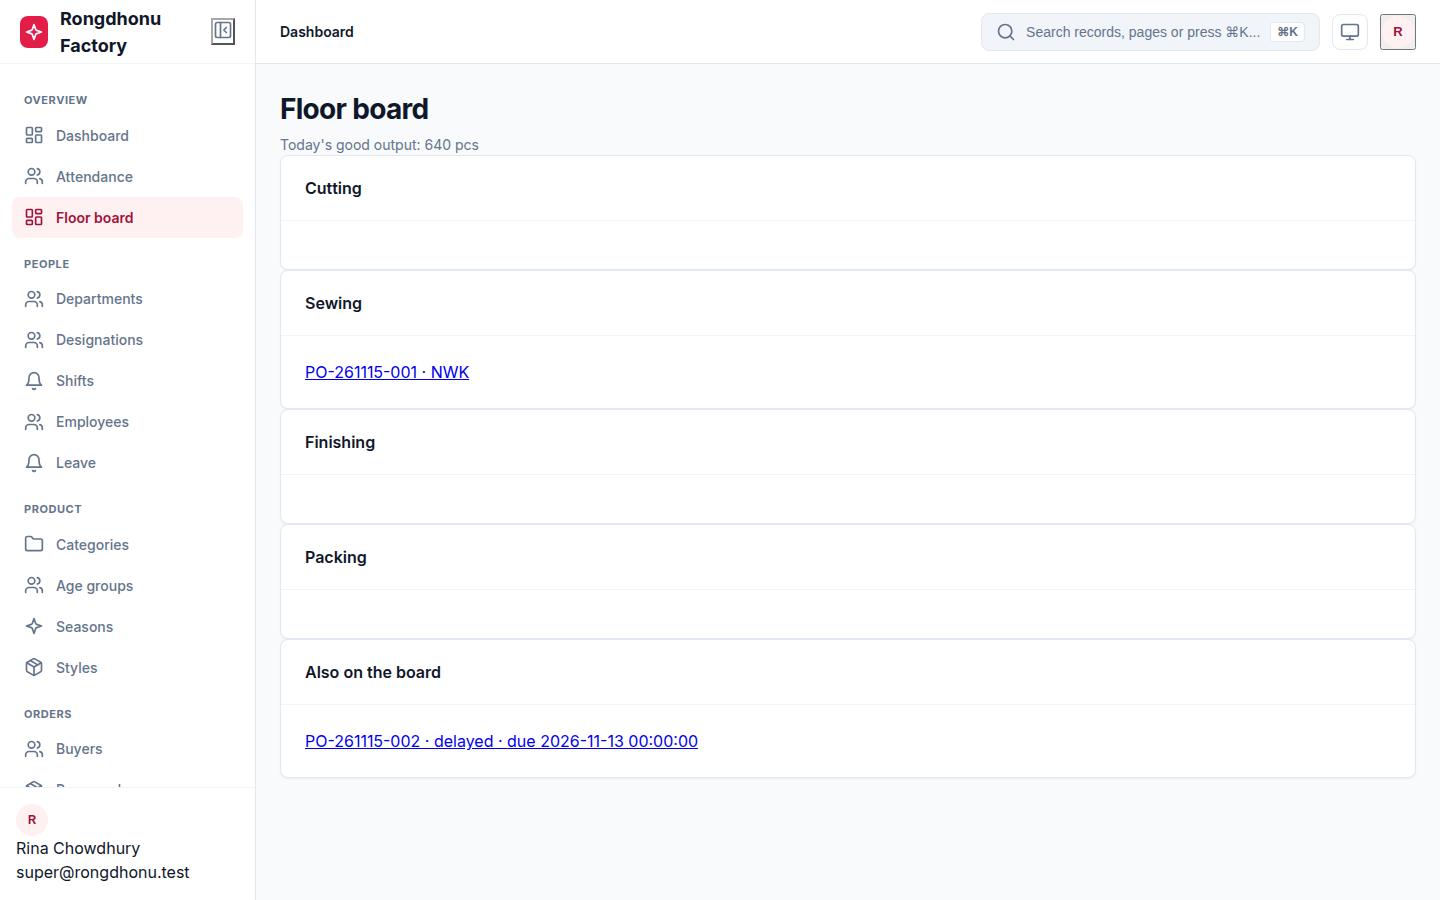 Rongdhonu
Factory
Dashboard
Search records, pages or press ⌘K... ⌘K
R
OVERVIEW
Dashboard
Attendance
Floor board
PEOPLE
Departments
Designations
Shifts
Employees
Leave
PRODUCT
Categories
Age groups
Seasons
Styles
ORDERS
Buyers
R
Rina Chowdhury
super@rongdhonu.test
Floor board
Today's good output: 640 pcs
Cutting
Sewing
PO-261115-001 · NWK
Finishing
Packing
Also on the board
PO-261115-002 · delayed · due 2026-11-13 00:00:00